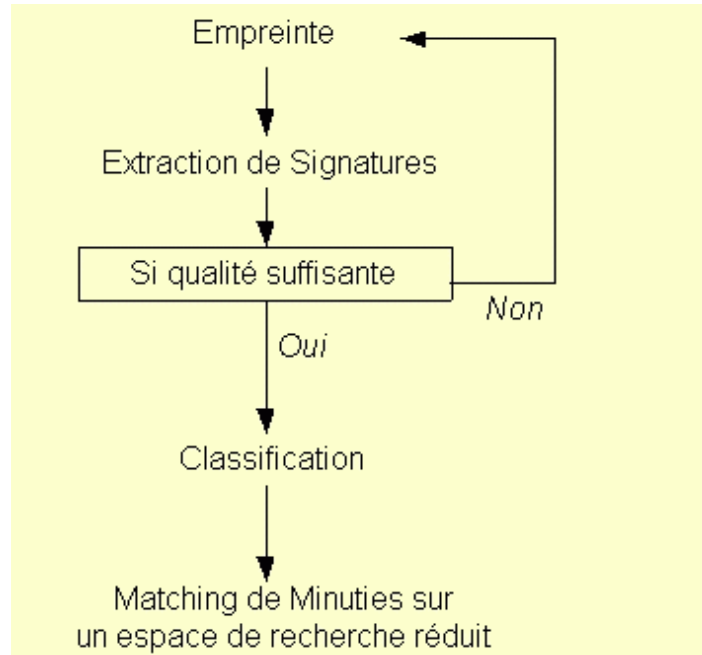 Empreinte
Extraction de Signatures
Si qualité suffisante
Non
Oui
Classification
Matching de Minuties sur
un espace de recherche réduit